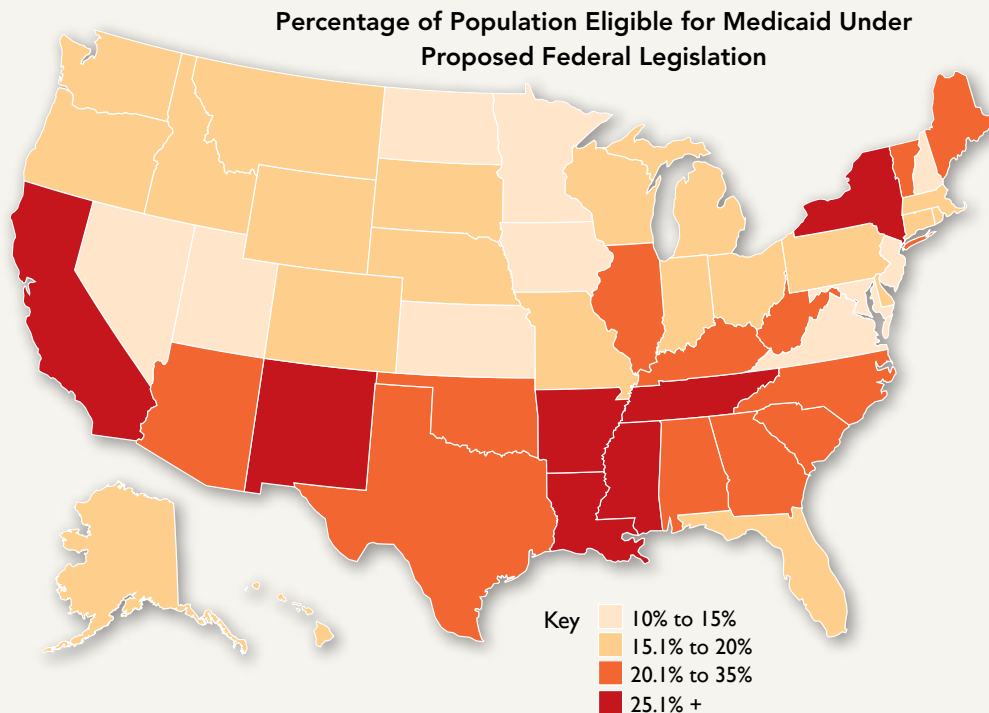 Percentage of Population Eligible for Medicaid Under
Proposed Federal Legislation
Key
10% to 15%
15.1% to 20%
20.1% to 35%
25.1% +